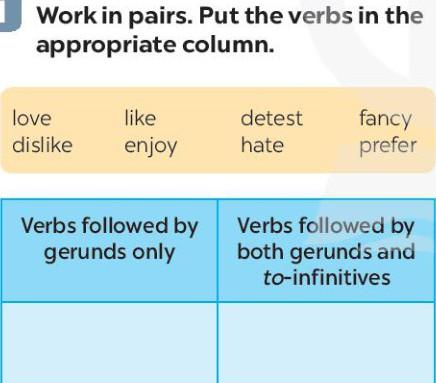 1 Work in pairs. Put the verbs in the
appropriate column.
love like detest fancy
dislike enjoy hate prefer
Verbs followed by
gerunds only
Verbs followed by
both gerunds and
to-infinitives